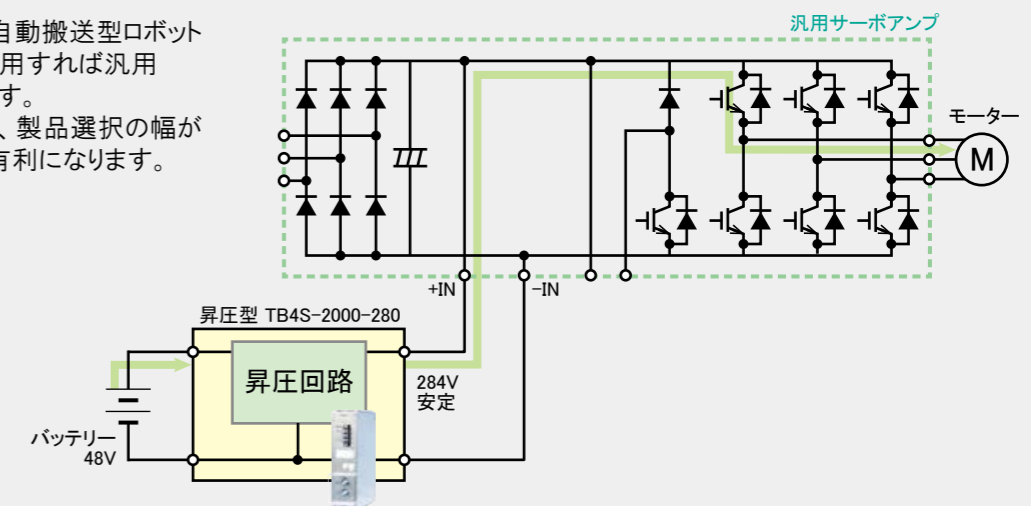 自動搬送型ロボット
用すれば汎用
す。
、製品選択の幅が
有利になります。
汎用サーボアンプ
モーター
M
+IN
-IN
昇圧型 TB4S-2000-280
昇圧回路
284V
安定
バッテリー
48V